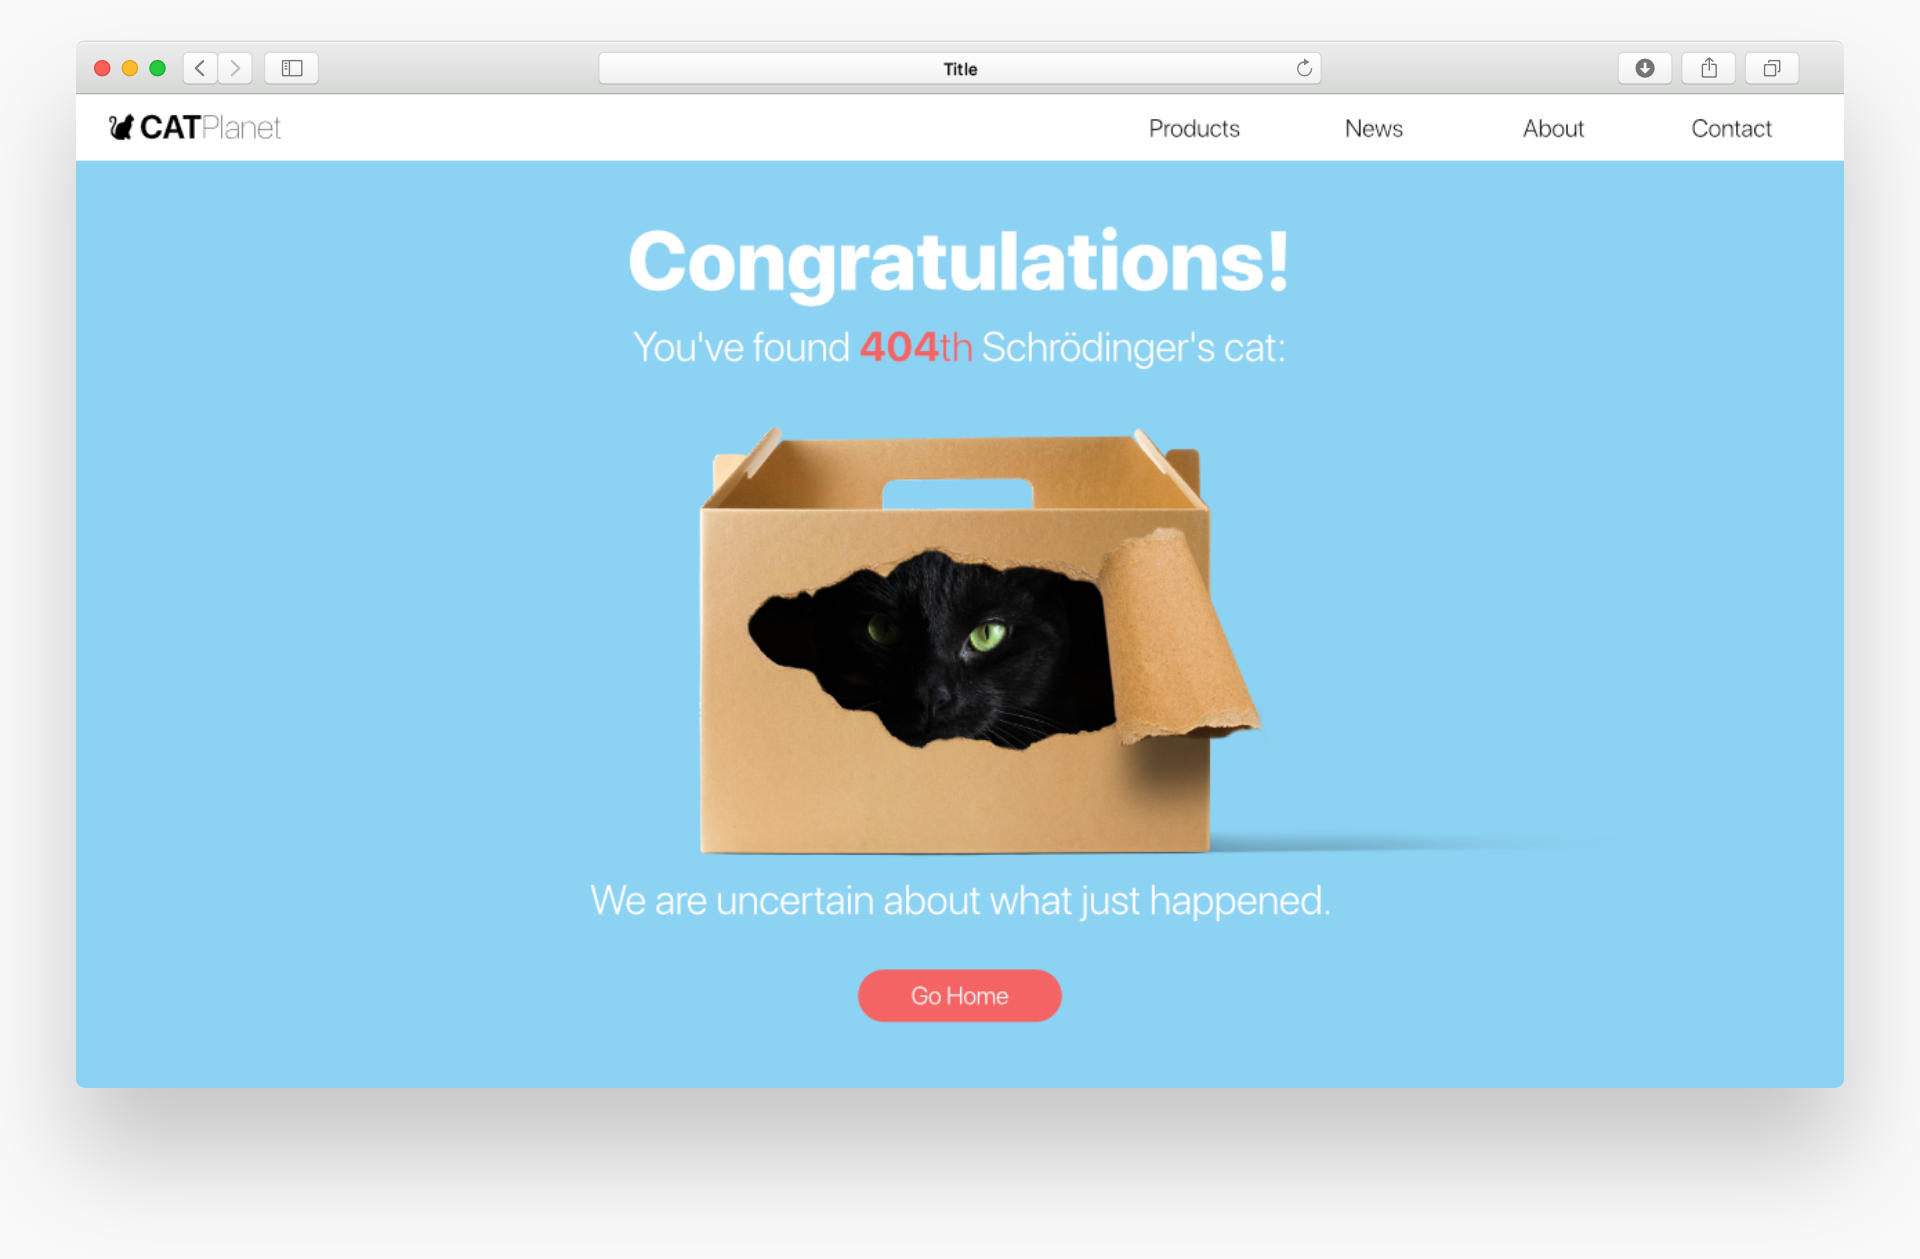 Title
CATPlanet
Products
News
About
Contact
Congratulations!
You've found 404th Schrödinger's cat:
We are uncertain about what just happened.
Go Home